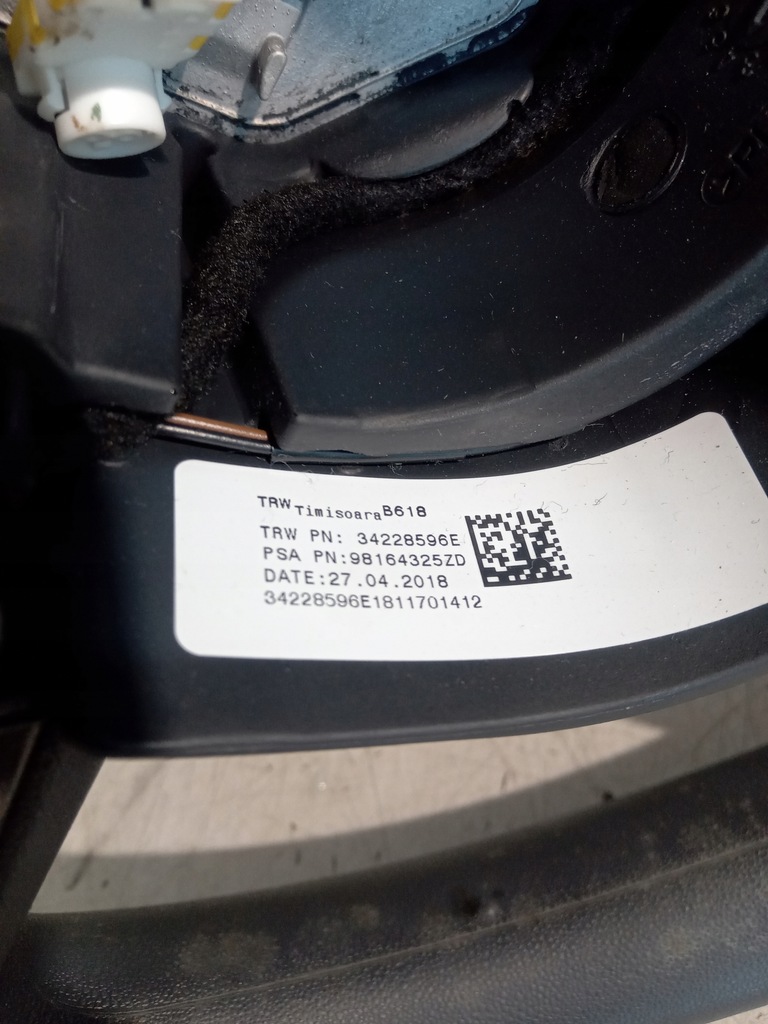 TRW Timisoara B618
TRW PN: 34228596E
PSA PN:98164325ZD
DATE:27.04.2018
34228596E1811701412